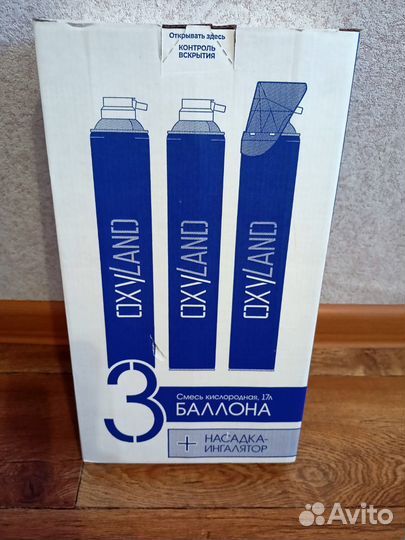 Открывать здесь
КОНТРОЛЬ
ВСКРЫТИЯ
OXYLAND
OXYLAND
OXYLAND
3
Смесь кислородная, 17л
БАЛЛОНА
+ НАСАДКА-
ИНГАЛЯТОР
Avito